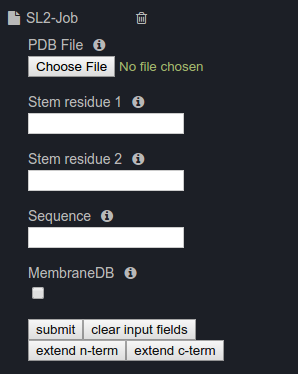 SL2-Job
PDB File
Choose File No file chosen
Stem residue 1
Stem residue 2
Sequence
MembraneDB
submit clear input fields
extend n-term extend c-term